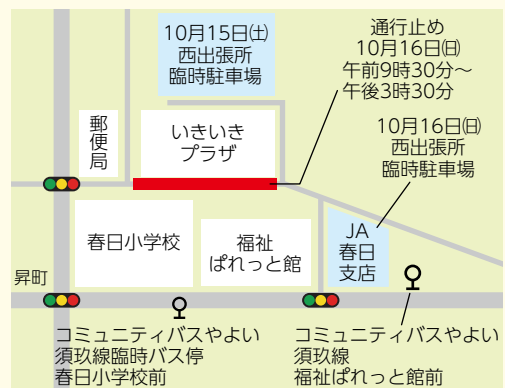 10月15日㈯
西出張所
臨時駐車場
通行止め
10月16日㈰
午前9時30分～
午後3時30分
郵便局
いきいき
プラザ
10月16日㈰
西出張所
臨時駐車場
春日小学校
福祉
ぱれっと館
JA
春日
支店
昇町
コミュニティバスやよい
須玖線臨時バス停
春日小学校前
コミュニティバスやよい
須玖線
福祉ぱれっと館前